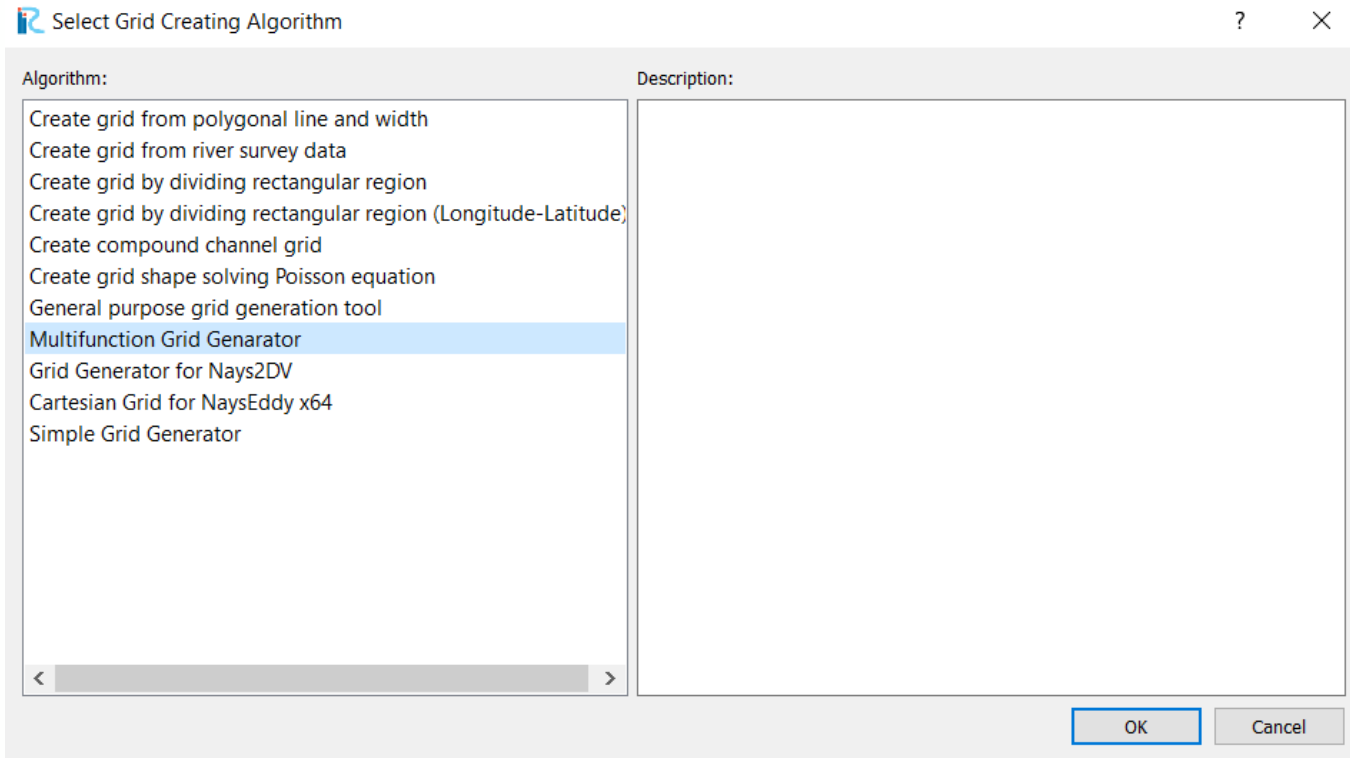 Select Grid Creating Algorithm
?
Algorithm:
Description:
Create grid from polygonal line and width
Create grid from river survey data
Create grid by dividing rectangular region
Create grid by dividing rectangular region (Longitude-Latitude)
Create compound channel grid
Create grid shape solving Poisson equation
General purpose grid generation tool
Multifunction Grid Genarator
Grid Generator for Nays2DV
Cartesian Grid for NaysEddy x64
Simple Grid Generator
OK
Cancel